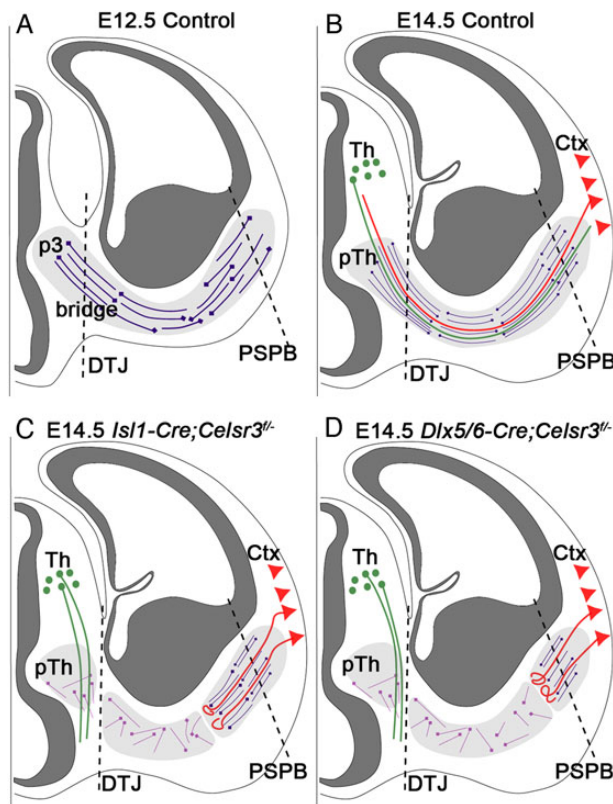 A E12.5 Control
p3
bridge
DTJ
PSPB
B E14.5 Control
Th
Ctx
pTh
DTJ
PSPB
C E14.5 Isl1-Cre;Celsr3f/-
Th
Ctx
pTh
DTJ
PSPB
D E14.5 Dlx5/6-Cre;Celsr3f/-
Th
Ctx
pTh
DTJ
PSPB